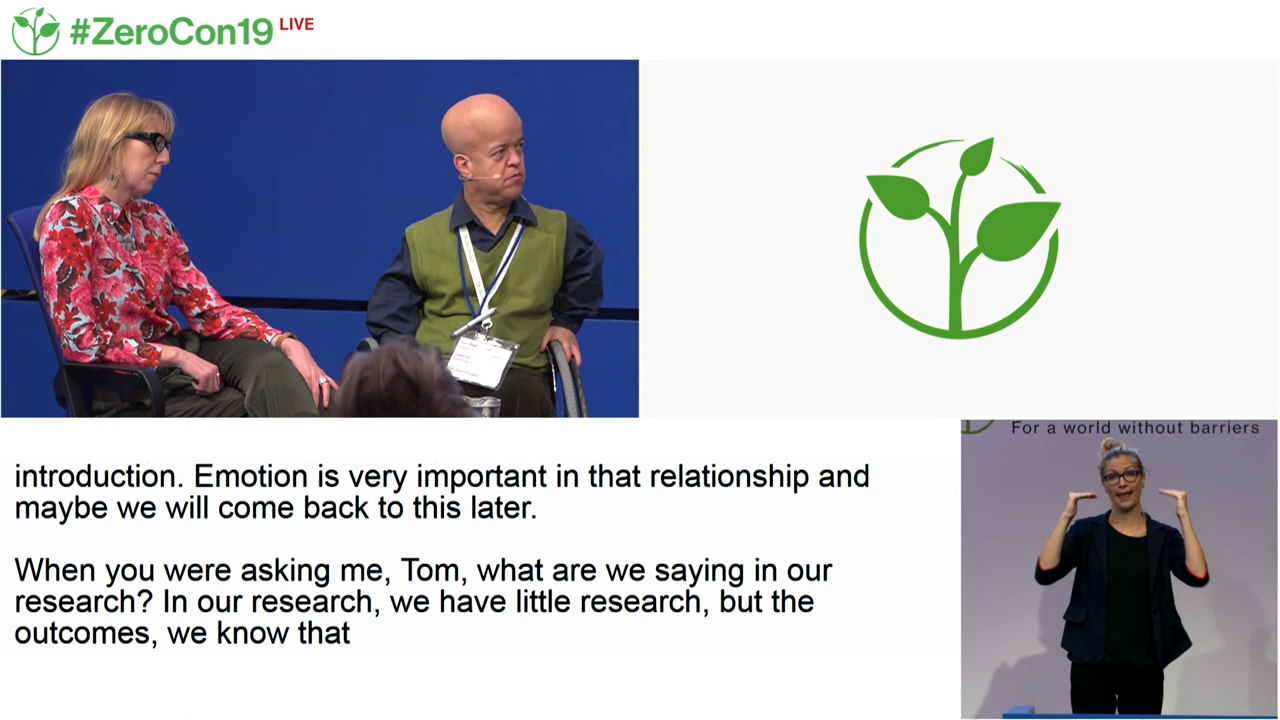 #ZeroCon19 LIVE
For a world without barriers
introduction. Emotion is very important in that relationship and
maybe we will come back to this later.
When you were asking me, Tom, what are we saying in our
research? In our research, we have little research, but the
outcomes, we know that